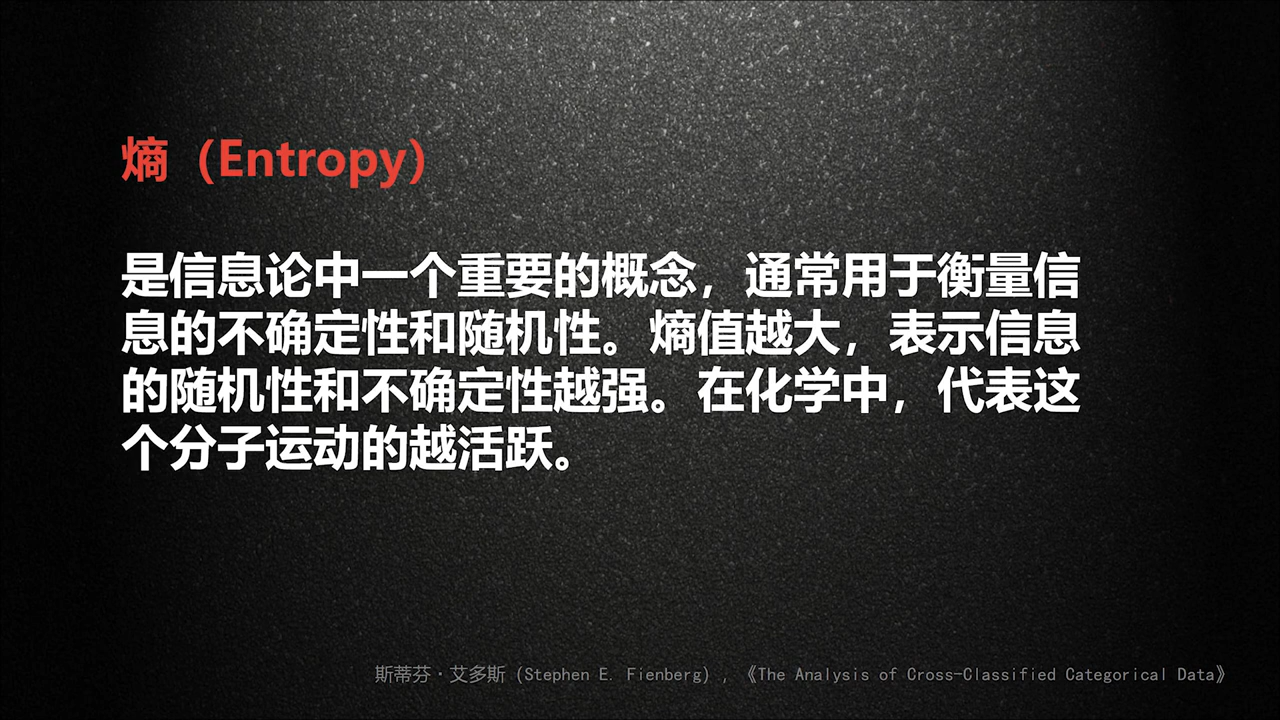 熵（Entropy）
是信息论中一个重要的概念，通常用于衡量信
息的不确定性和随机性。熵值越大，表示信息
的随机性和不确定性越强。在化学中，代表这
个分子运动的越活跃。
斯蒂芬·艾多斯（Stephen E. Fienberg），《The Analysis of Cross-Classified Categorical Data》